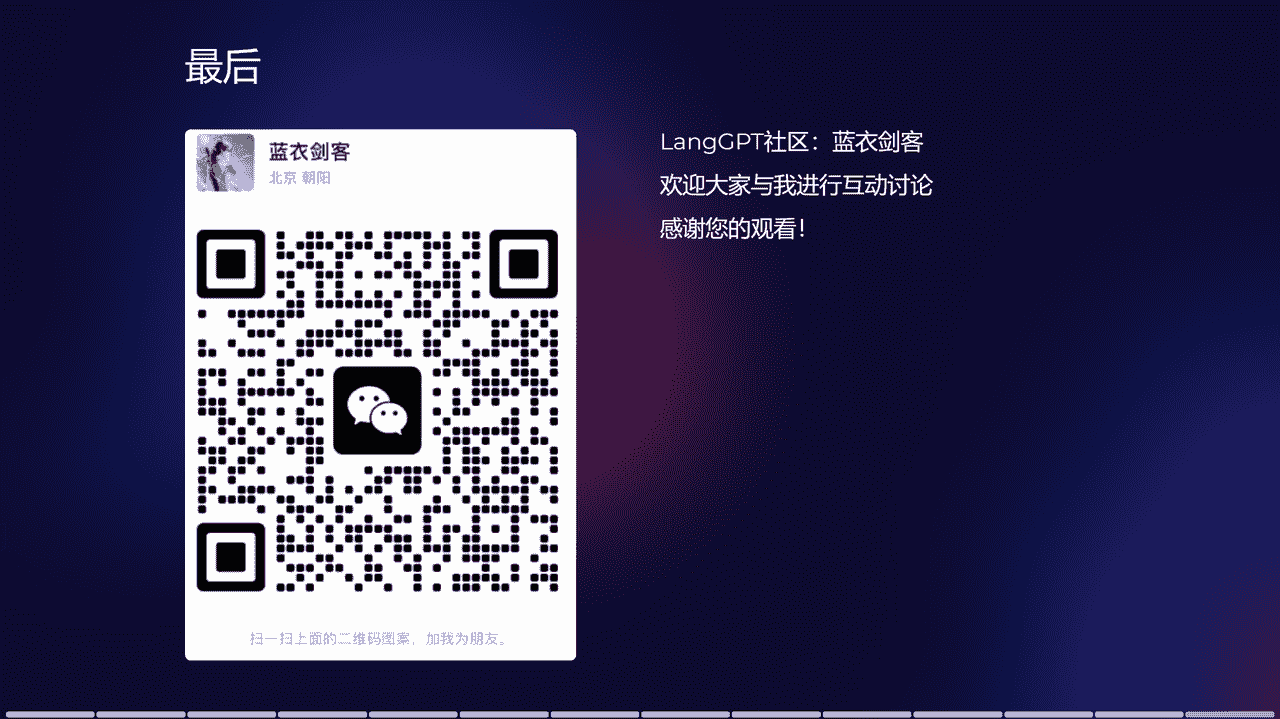 最后
蓝衣剑客
北京 朝阳
扫一扫上面的二维码图案，加我为朋友。
LangGPT社区：蓝衣剑客
欢迎大家与我进行互动讨论
感谢您的观看！